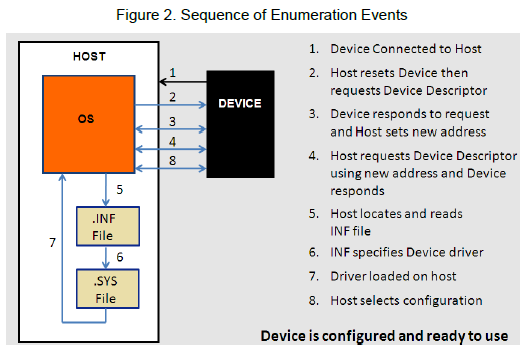 Figure 2. Sequence of Enumeration Events
HOST
OS
DEVICE
1
2
3
4
8
5
.INF
File
6
7
.SYS
File
1. Device Connected to Host
2. Host resets Device then
requests Device Descriptor
3. Device responds to request
and Host sets new address
4. Host requests Device Descriptor
using new address and Device
responds
5. Host locates and reads
INF file
6. INF specifies Device driver
7. Driver loaded on host
8. Host selects configuration
Device is configured and ready to use